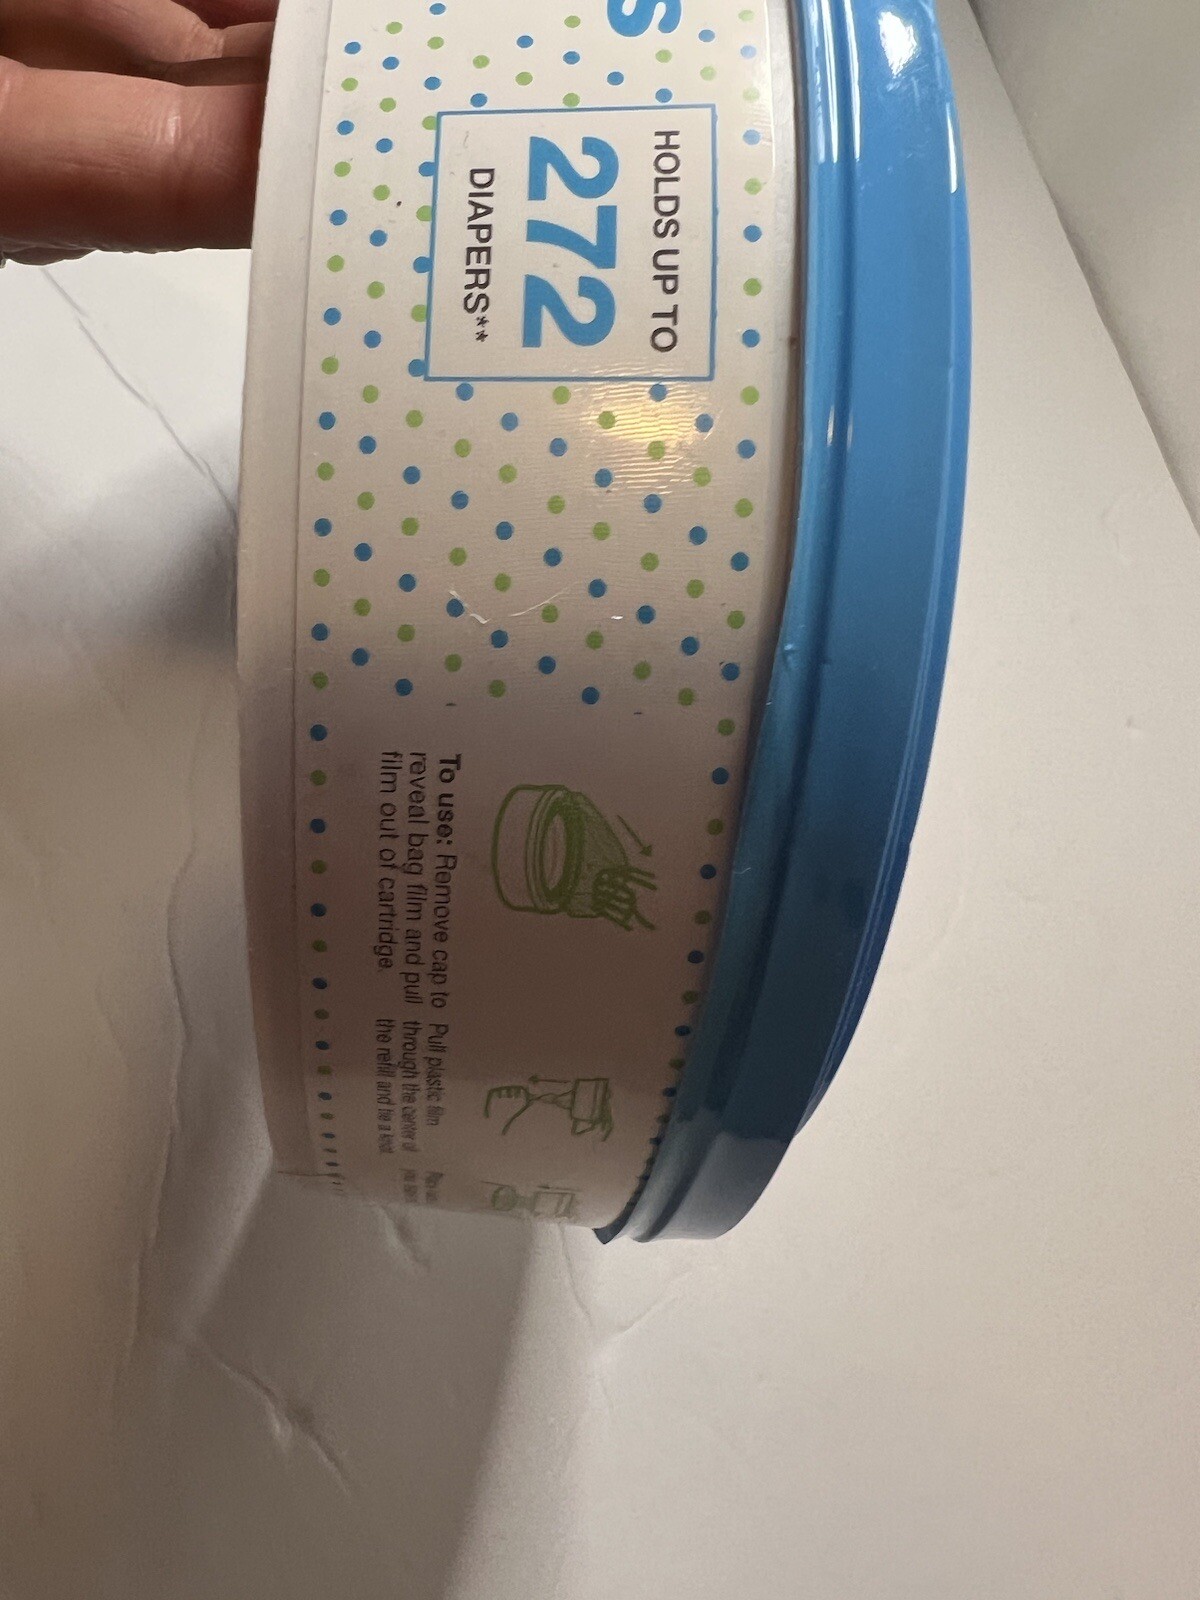 S
HOLDS UP TO
272
DIAPERS**
To use: Remove cap to
reveal bag film and pull
film out of cartridge.
Pull plastic film
through the center of
the refill and tie a knot.